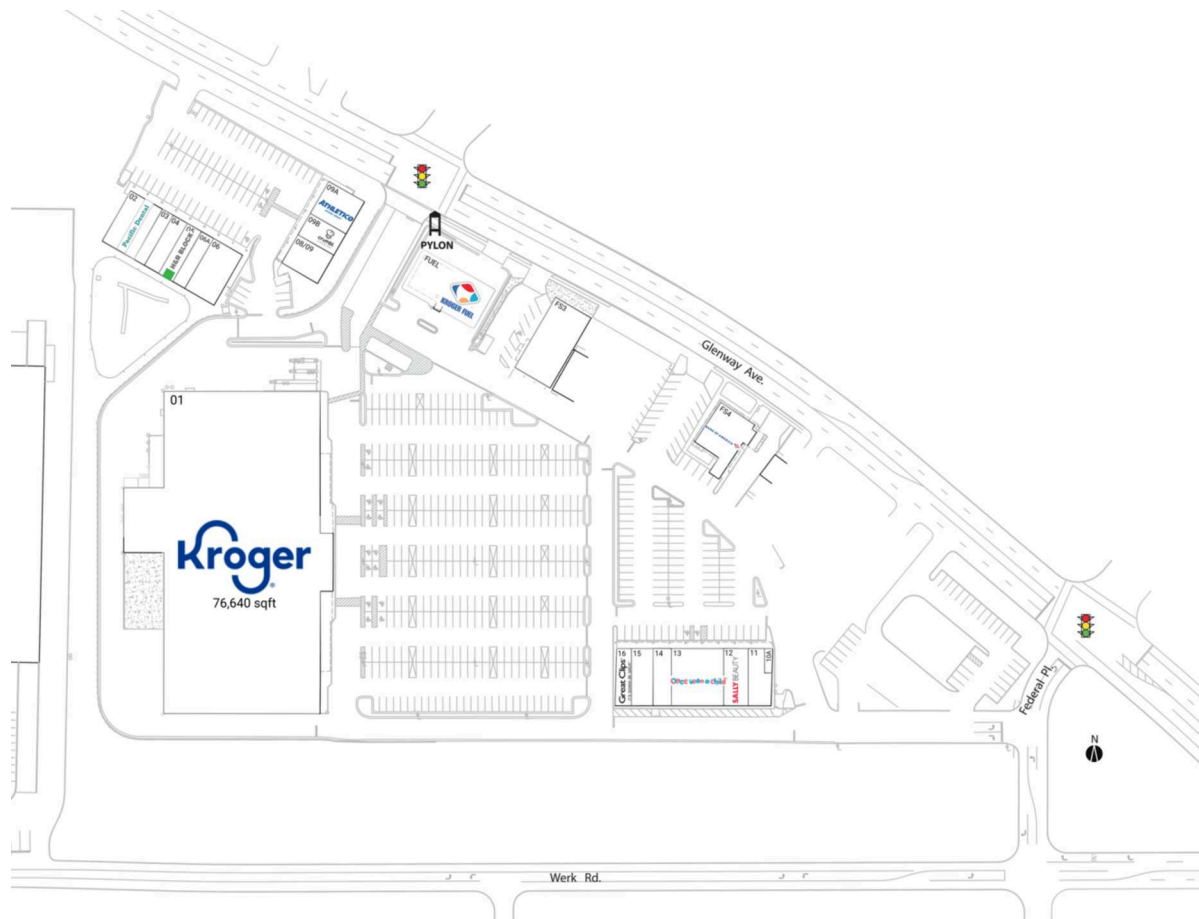 09A
ATHLETICO
09B
08/09
02
Pacific Dental
03
04
H&R BLOCK
06A
06
PYLON
FUEL
KROGER FUEL
FS3
Glenway Ave.
FS4
01
Kroger
76,640 sqft
16
15
14
13
12
11
10A
Great Clips
Once upon a child
SALLY BEAUTY
Federal Pl.
N
Werk Rd.